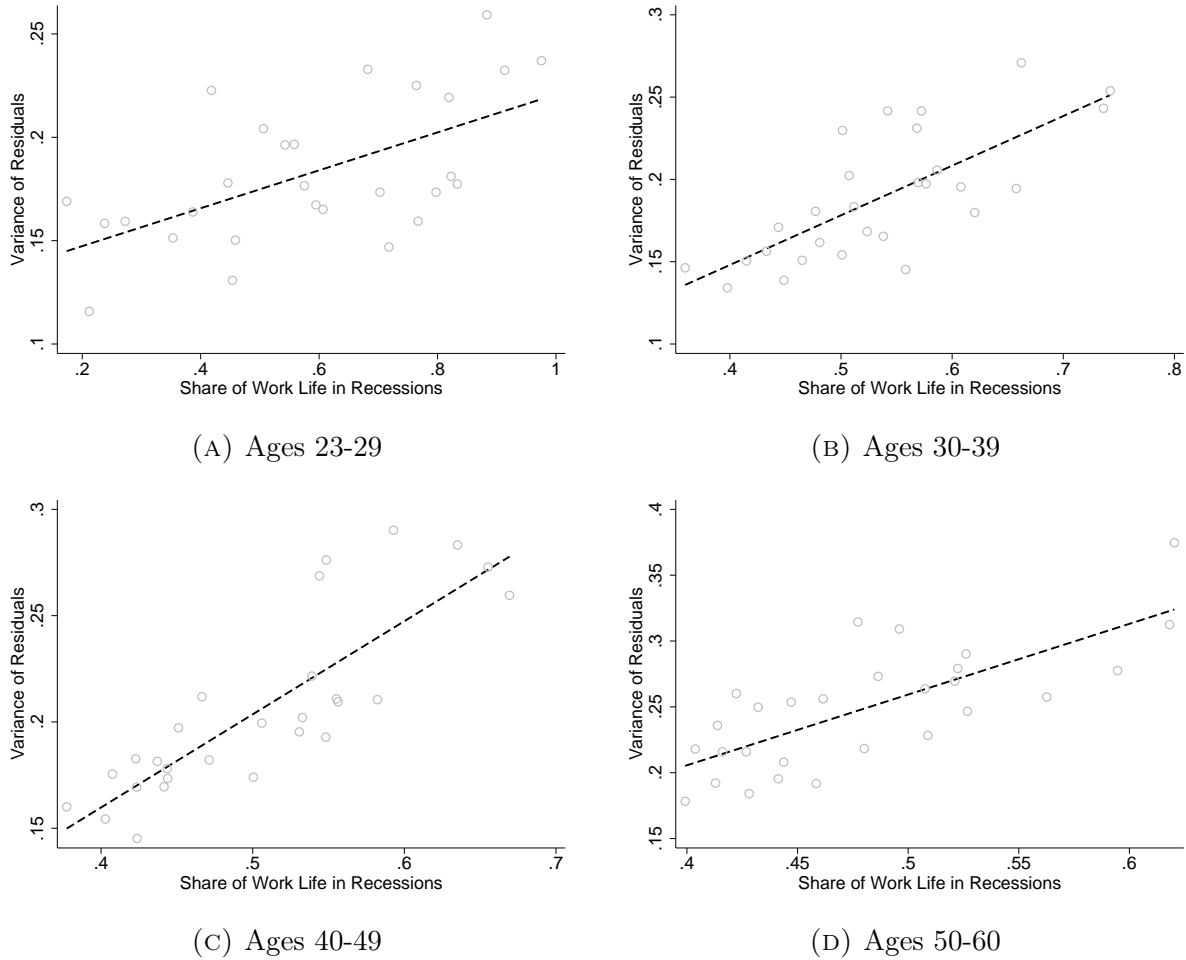 Variance of Residuals
.1 .15 .2 .25
.2 .4 .6 .8 1
Share of Work Life in Recessions
(A) Ages 23-29
Variance of Residuals
.1 .15 .2 .25 .3
.4 .5 .6 .7 .8
Share of Work Life in Recessions
(B) Ages 30-39
Variance of Residuals
.15 .2 .25 .3
.4 .5 .6 .7
Share of Work Life in Recessions
(C) Ages 40-49
Variance of Residuals
.15 .2 .25 .3 .35 .4
.4 .45 .5 .55 .6
Share of Work Life in Recessions
(D) Ages 50-60